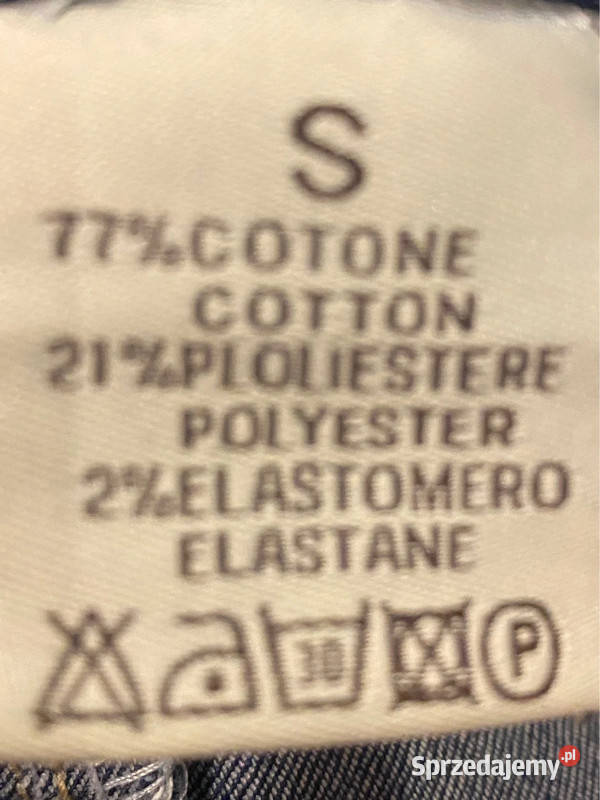 S
77%COTONE
COTTON
21%PLOLIESTERE
POLYESTER
2%ELASTOMERO
ELASTANE
30 P
Sprzedajemy.pl